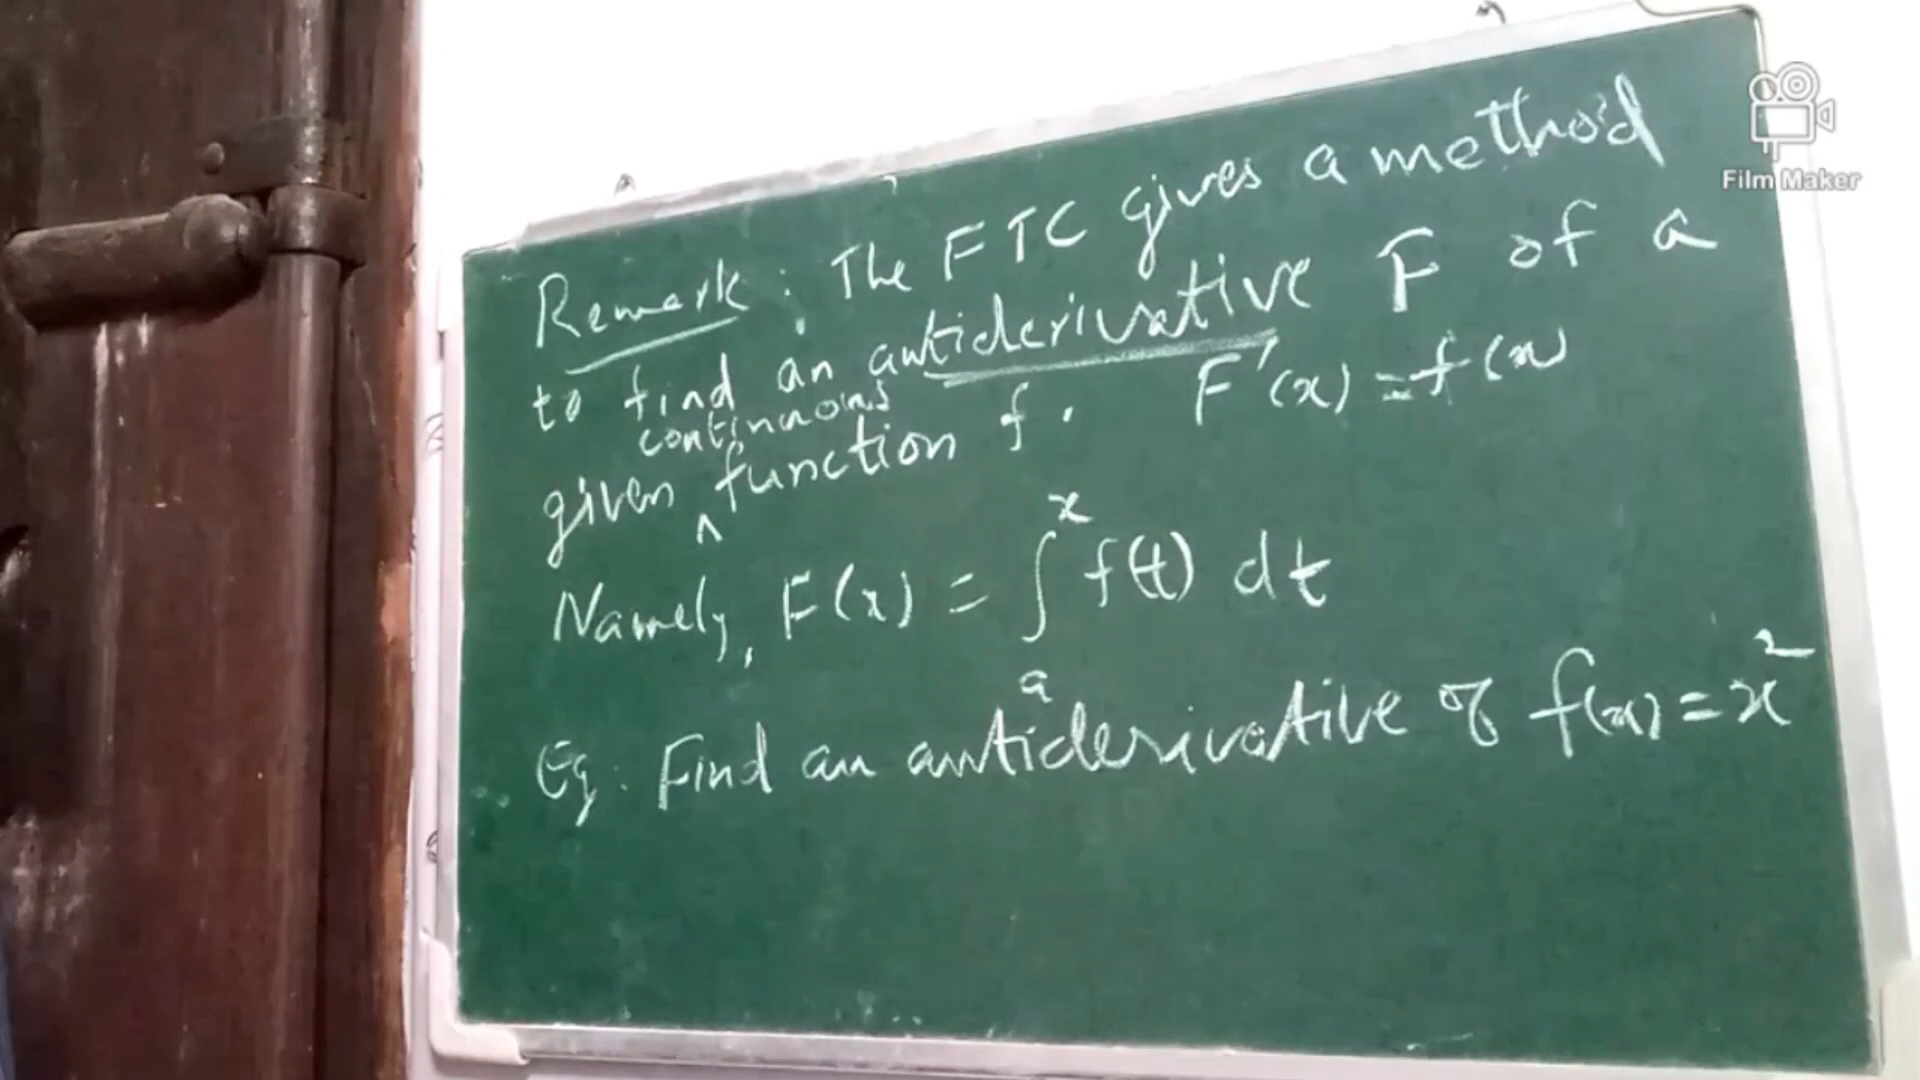 Remark: The FTC gives a method
to find an antiderivative F of a
given continuous function f. F'(x) = f(x
Namely, F(x) = ∫ₐˣ f(t) dt
Eg. Find an antiderivative of f(x) = x²
Film Maker